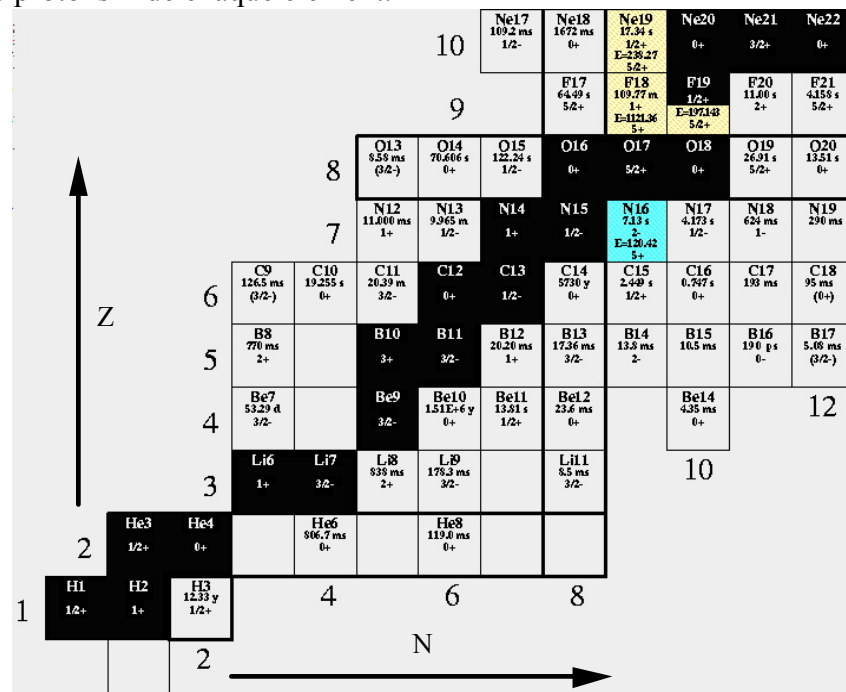 Ne17 Ne18 Ne19 Ne20 Ne21 Ne22
109.2 ms 1672 ms 17.34 s
10 1/2- 0+ 1/2+ 0+ 3/2+ 0+
E=238.27
5/2+
F17 F18 F19 F20 F21
64.49 s 109.77 m 1/2+ 11.00 s 4.158 s
9 5/2+ 1+ 2+ 5/2+
E=1121.36 E=197.143
5+ 5/2+
O13 O14 O15 O16 O17 O18 O19 O20
8.58 ms 70.606 s 122.24 s 26.91 s 13.51 s
8 (3/2-) 0+ 1/2- 0+ 5/2+ 0+ 5/2+ 0+
N12 N13 N14 N15 N16 N17 N18 N19
11.000 ms 9.965 m 7.13 s 4.173 s 624 ms 290 ms
7 1+ 1/2- 1+ 1/2- 2- 1/2- 1-
E=120.42
5+
C9 C10 C11 C12 C13 C14 C15 C16 C17 C18
126.5 ms 19.255 s 20.39 m 5730 y 2.449 s 0.747 s 193 ms 95 ms
6 (3/2-) 0+ 3/2- 0+ 1/2- 0+ 1/2+ 0+ (0+)
Z
B8 B10 B11 B12 B13 B14 B15 B16 B17
770 ms 20.20 ms 17.36 ms 13.8 ms 10.5 ms 190 ps 5.08 ms
5 2+ 3+ 3/2- 1+ 3/2- 2- 0- (3/2-)
Be7 Be9 Be10 Be11 Be12 Be14
53.29 d 1.51E+6 y 13.81 s 23.6 ms 4.35 ms
4 3/2- 3/2- 0+ 1/2+ 0+ 0+ 12
Li6 Li7 Li8 Li9 Li11
838 ms 178.3 ms 8.5 ms
3 1+ 3/2- 2+ 3/2- 3/2- 10
He3 He4 He6 He8
806.7 ms 119.0 ms
2 1/2+ 0+ 0+ 0+
H1 H2 H3 4 6 8
12.33 y
1 1/2+ 1+ 1/2+
2 N